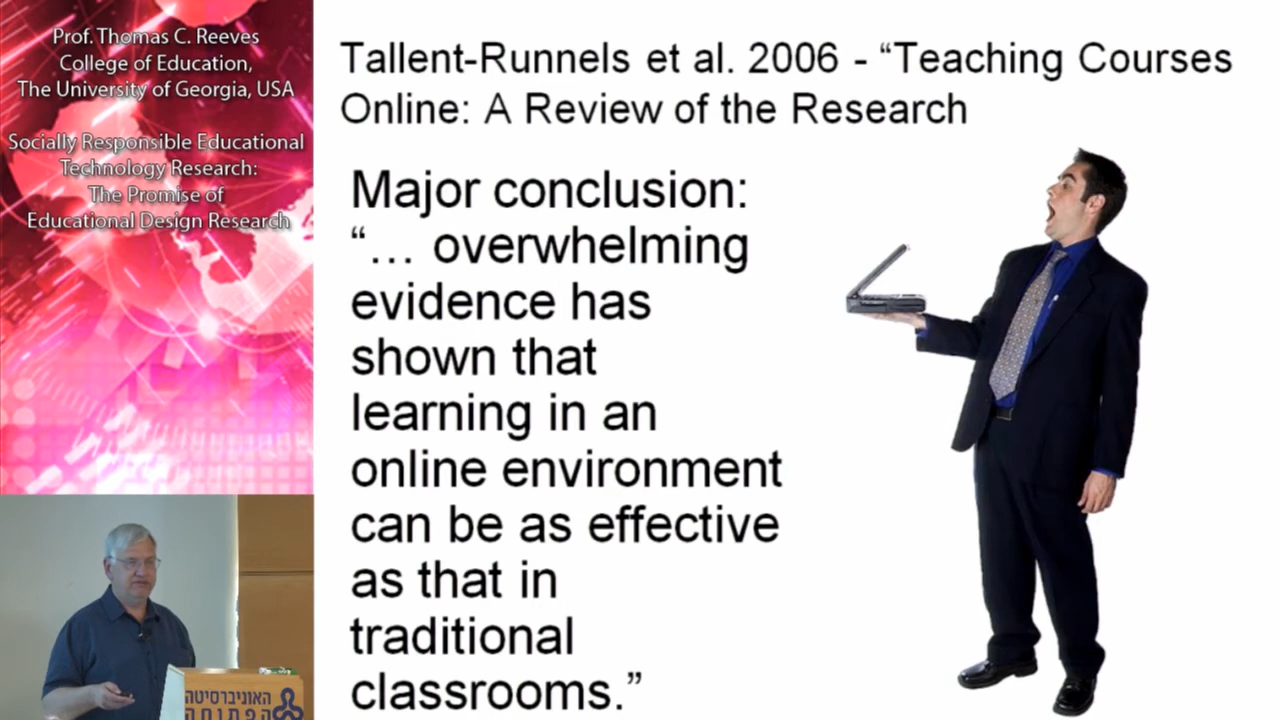 Prof. Thomas C. Reeves
College of Education,
The University of Georgia, USA
Socially Responsible Educational
Technology Research:
The Promise of
Educational Design Research
Tallent-Runnels et al. 2006 - “Teaching Courses
Online: A Review of the Research
Major conclusion:
“… overwhelming
evidence has
shown that
learning in an
online environment
can be as effective
as that in
traditional
classrooms.”
האוניברסיטה
הפתוחה